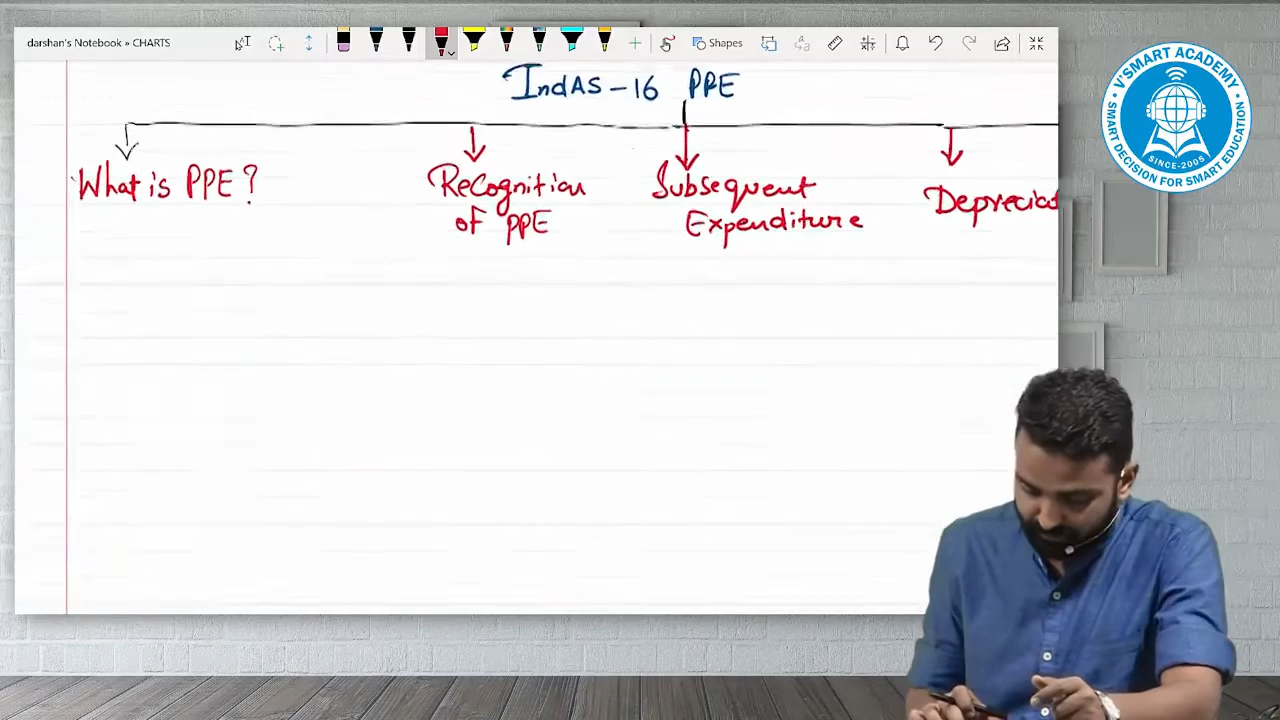 darshan's Notebook » CHARTS
Shapes
IndAS-16 PPE
What is PPE?
Recognition
of PPE
Subsequent
Expenditure
Depreciat
V'SMART ACADEMY
SINCE-2005
SMART DECISION FOR SMART EDUCATION